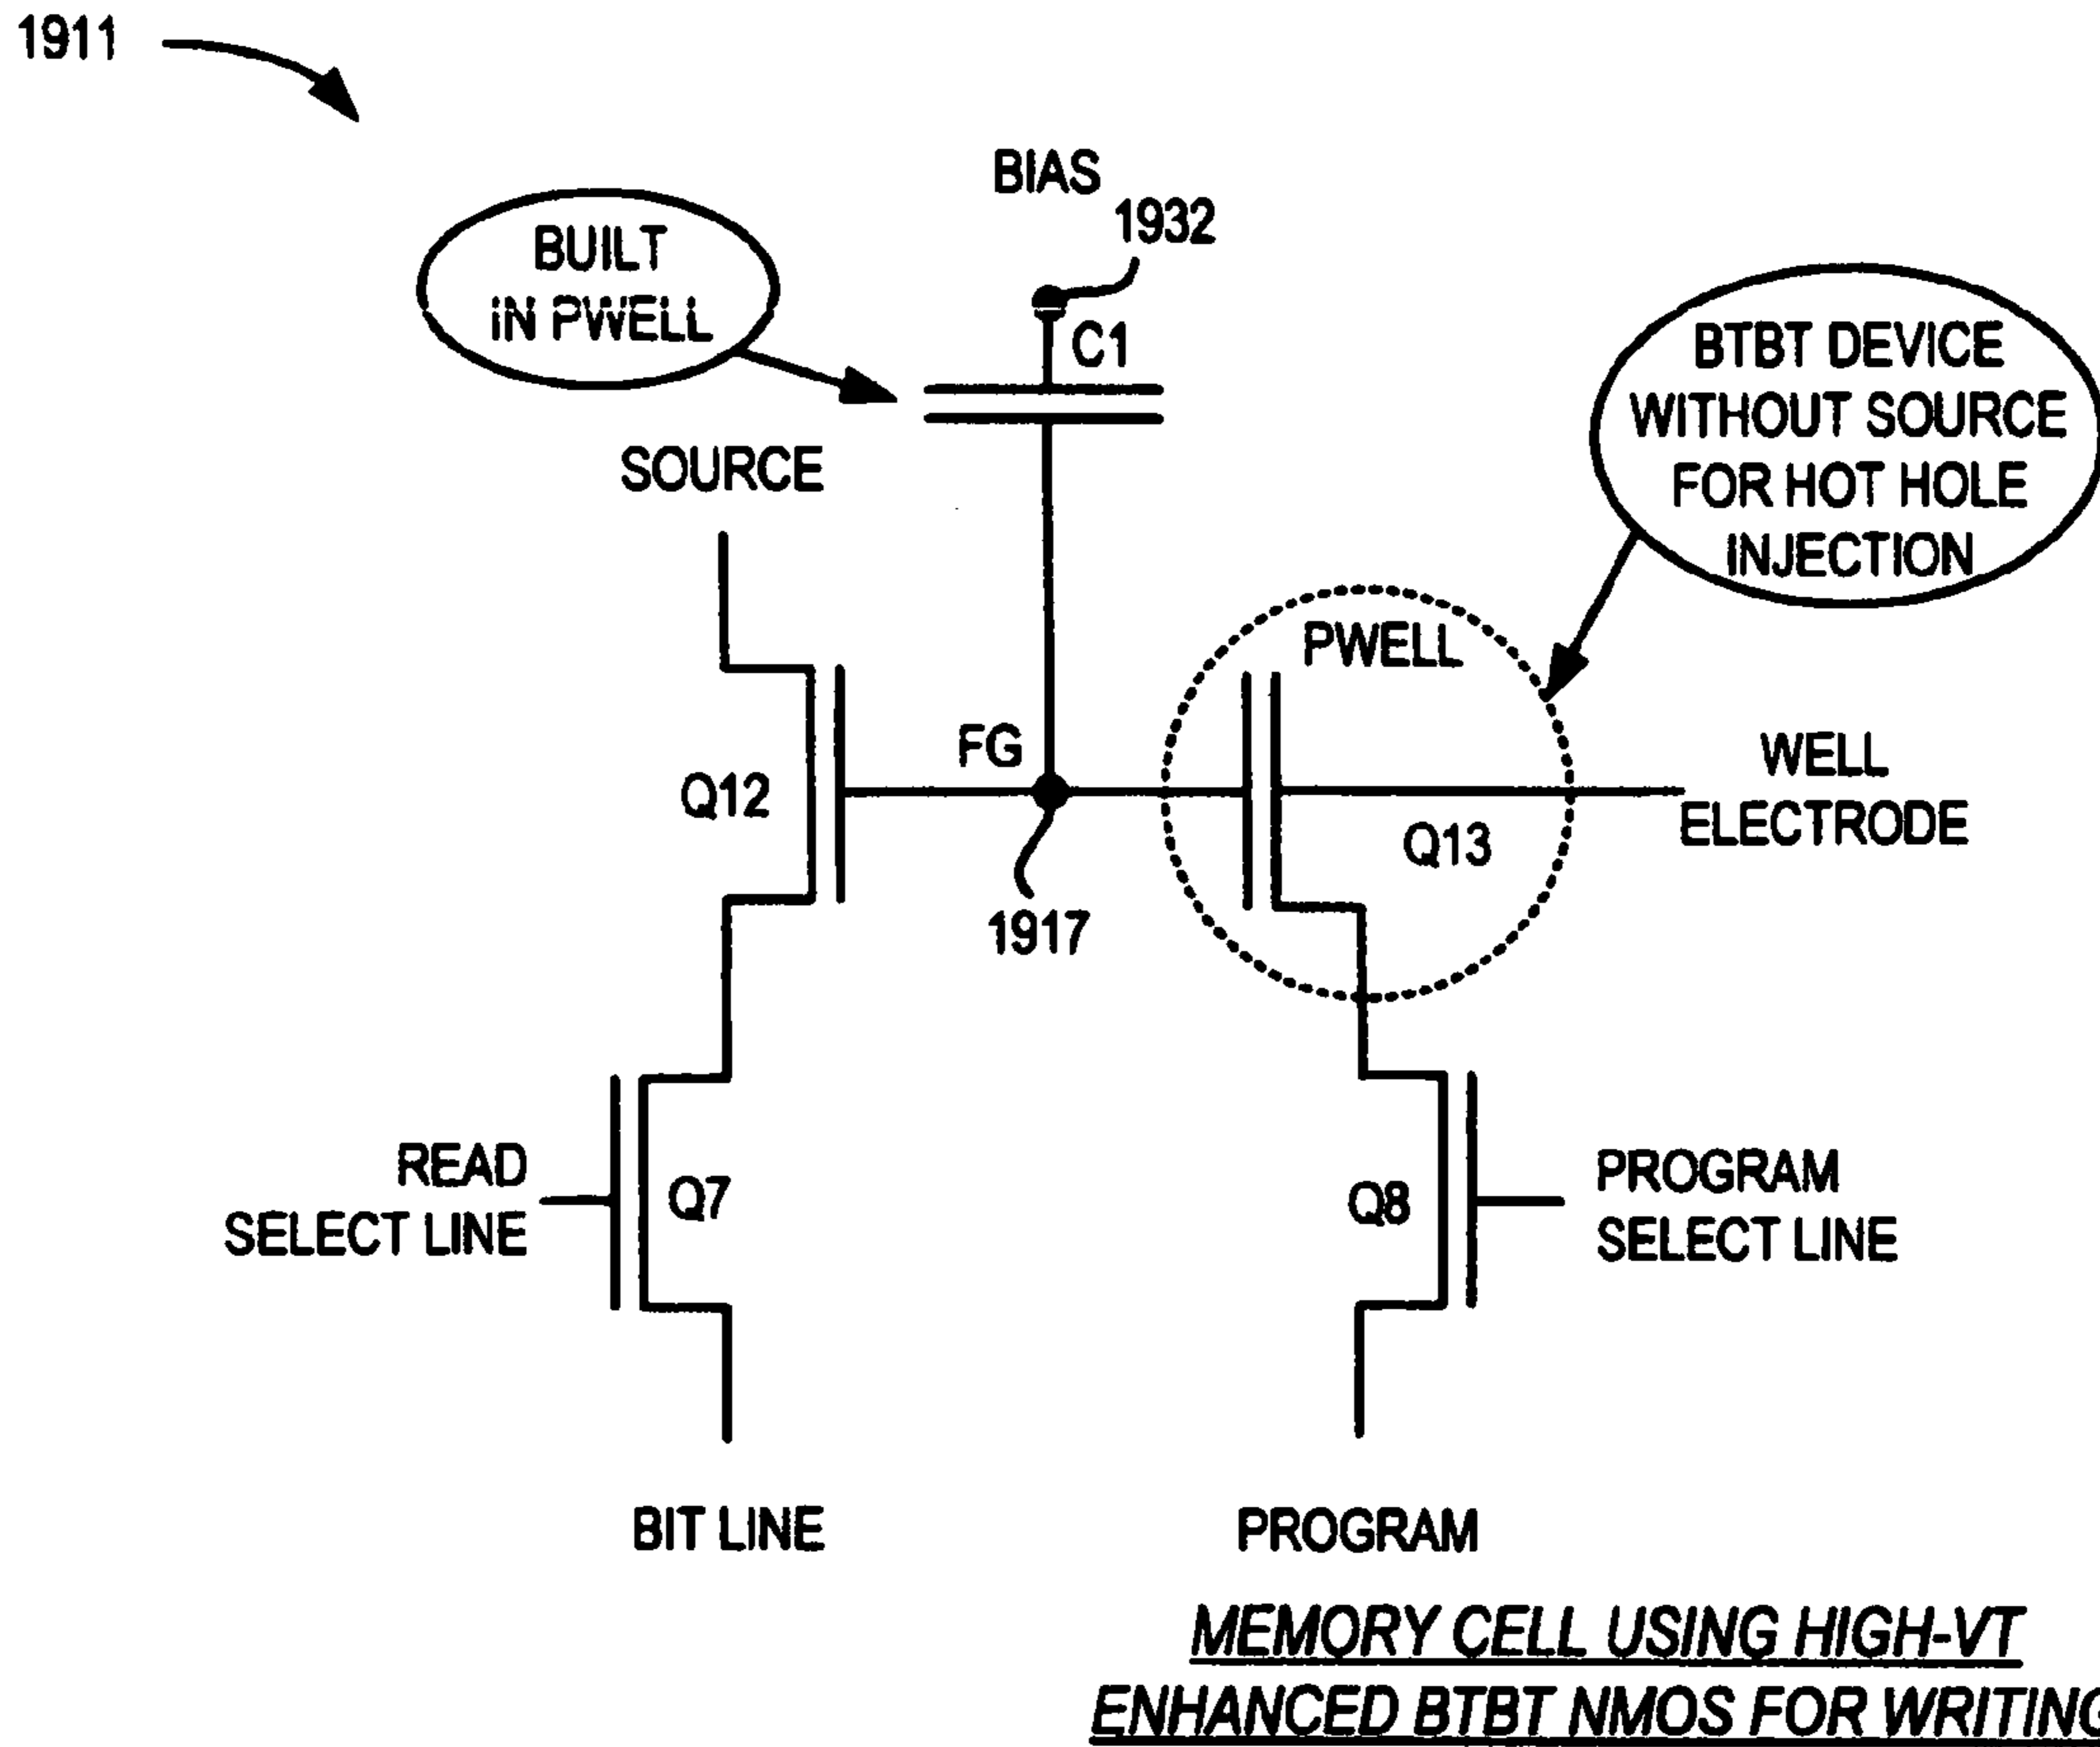 1911
BIAS
1932
BUILT
IN PWELL
C1
BTBT DEVICE
WITHOUT SOURCE
FOR HOT HOLE
INJECTION
SOURCE
PWELL
FG
Q12
Q13
WELL
ELECTRODE
1917
READ
SELECT LINE
Q7
Q8
PROGRAM
SELECT LINE
BIT LINE
PROGRAM
MEMORY CELL USING HIGH-VT
ENHANCED BTBT NMOS FOR WRITING